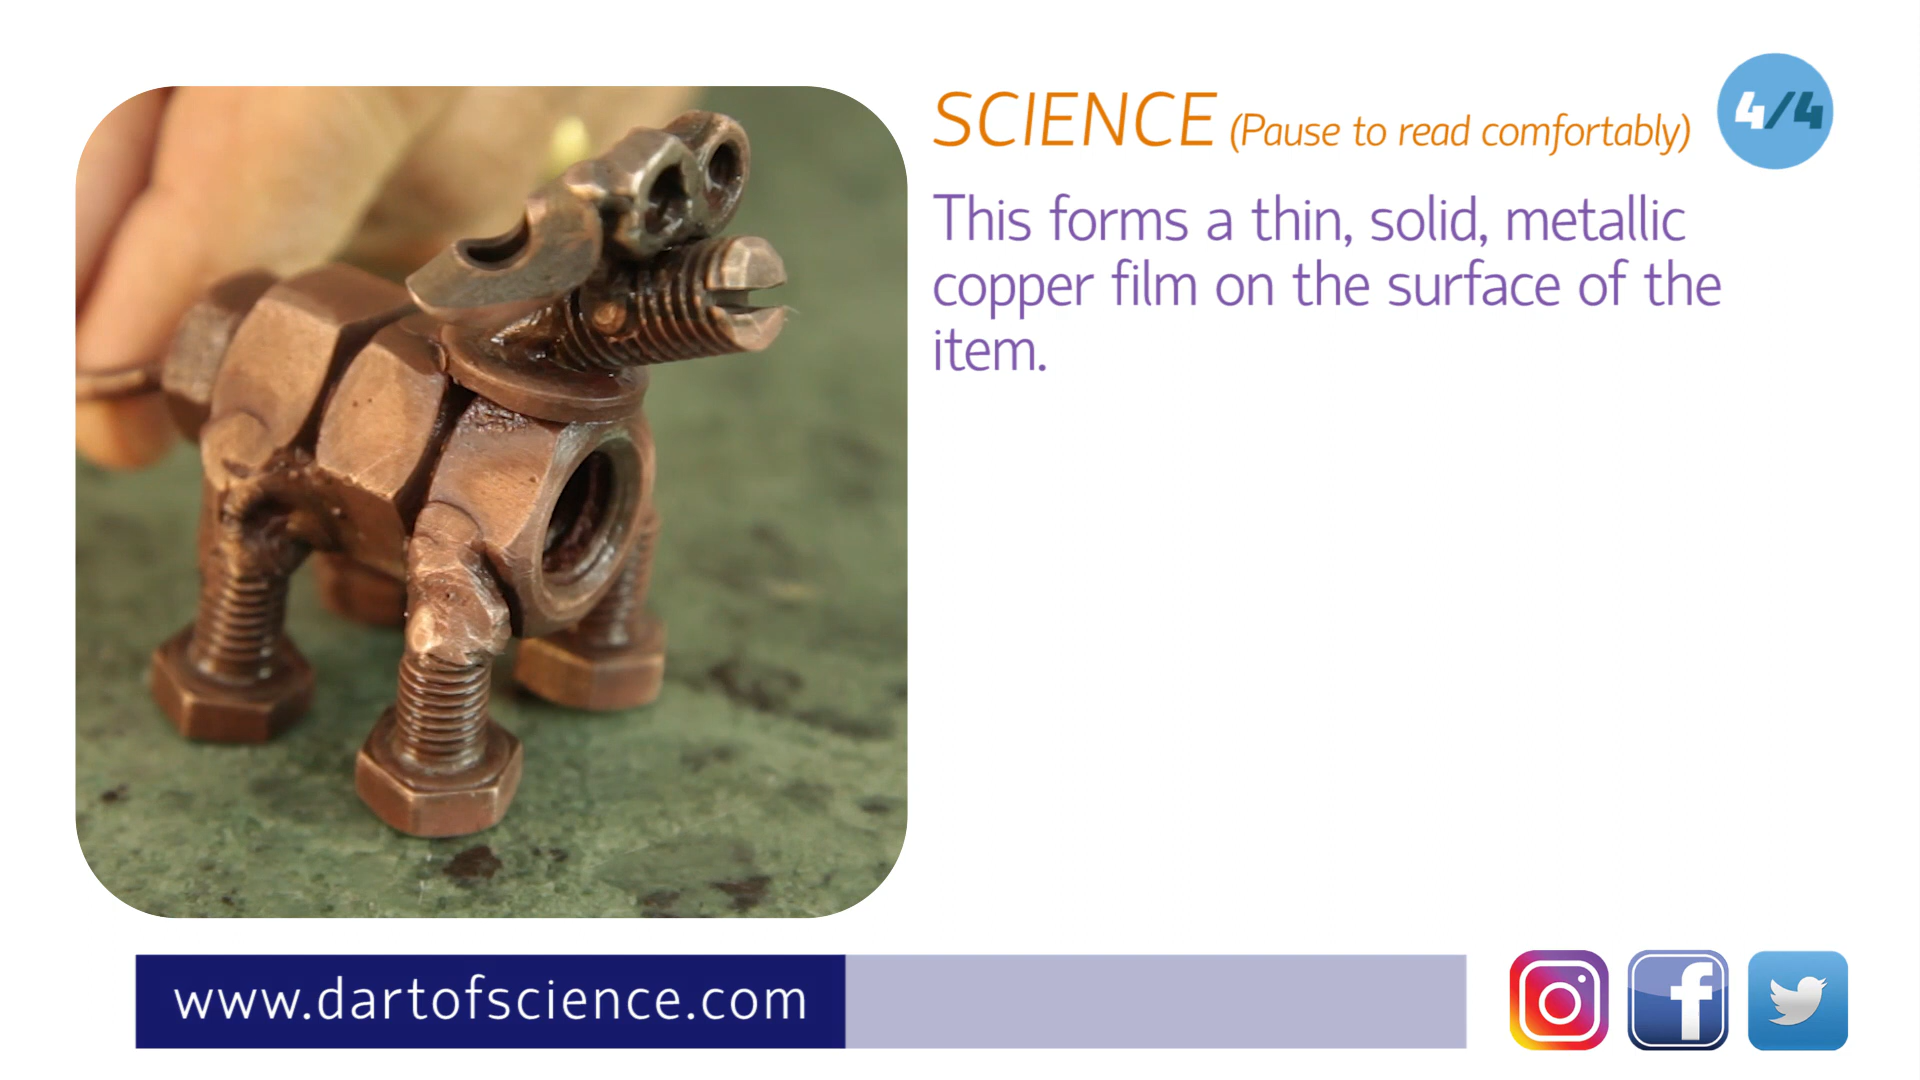 SCIENCE (Pause to read comfortably)
4/4
This forms a thin, solid, metallic
copper film on the surface of the
item.
www.dartofscience.com